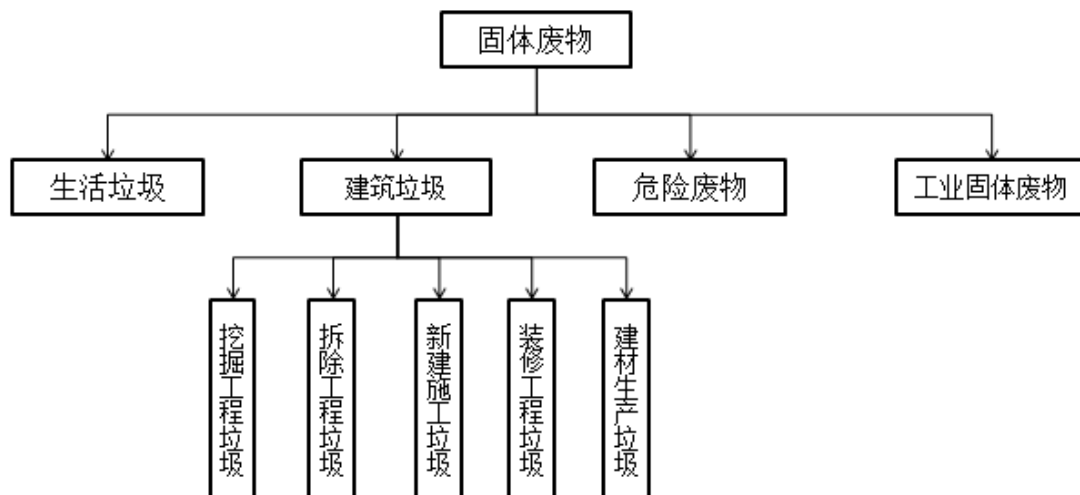 固体废物
生活垃圾
建筑垃圾
危险废物
工业固体废物
挖掘工程垃圾
拆除工程垃圾
新建施工垃圾
装修工程垃圾
建材生产垃圾